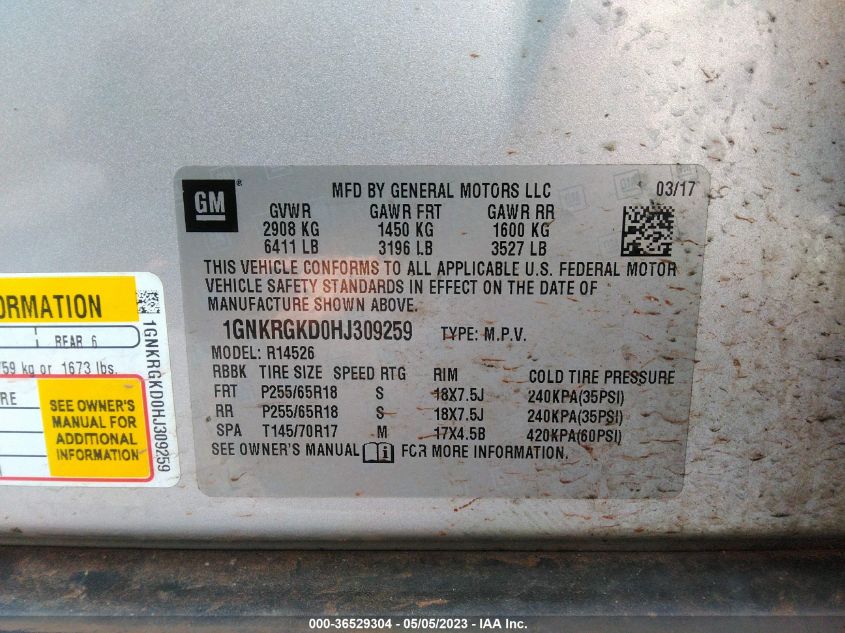 GM®
MFD BY GENERAL MOTORS LLC 03/17
GVWR GAWR FRT GAWR RR
2908 KG 1450 KG 1600 KG
6411 LB 3196 LB 3527 LB
THIS VEHICLE CONFORMS TO ALL APPLICABLE U.S. FEDERAL MOTOR
VEHICLE SAFETY STANDARDS IN EFFECT ON THE DATE OF
MANUFACTURE SHOWN ABOVE.
1GNKRGKD0HJ309259 TYPE: M.P.V.
MODEL: R14526
RBBK TIRE SIZE SPEED RTG RIM COLD TIRE PRESSURE
FRT P255/65R18 S 18X7.5J 240KPA(35PSI)
RR P255/65R18 S 18X7.5J 240KPA(35PSI)
SPA T145/70R17 M 17X4.5B 420KPA(60PSI)
SEE OWNER'S MANUAL FOR MORE INFORMATION.
REAR 6
kg or 1673 lbs.
SEE OWNER'S
MANUAL FOR
ADDITIONAL
INFORMATION
1GNKRGKD0HJ309259
000-36529304 - 05/05/2023 - IAA Inc.